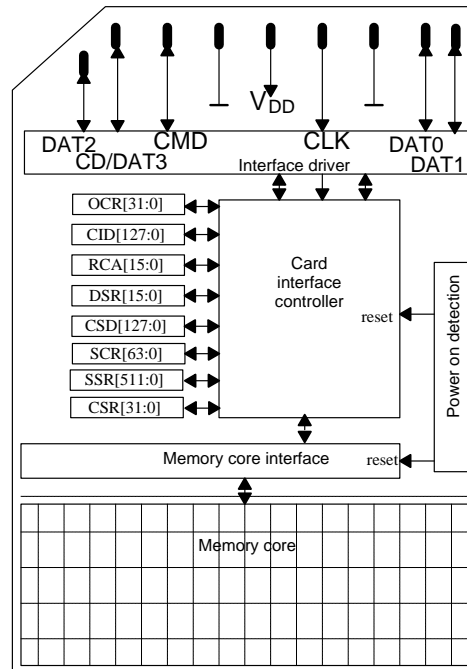 V_DD
DAT2
CMD
CLK
DAT0
CD/DAT3
DAT1
Interface driver
OCR[31:0]
CID[127:0]
RCA[15:0]
DSR[15:0]
CSD[127:0]
SCR[63:0]
SSR[511:0]
CSR[31:0]
Card
interface
controller
reset
Power on detection
Memory core interface
reset
Memory core